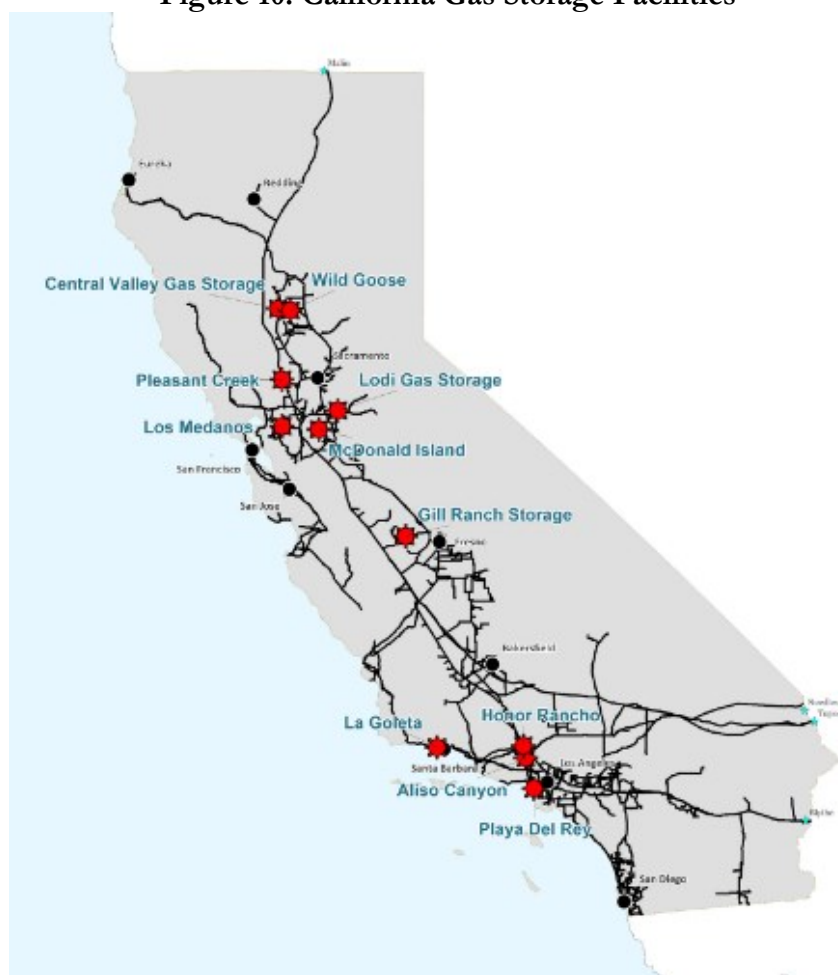 Figure 10: California Gas Storage Facilities
Malin
Eureka
Redding
Central Valley Gas Storage
Wild Goose
Sacramento
Pleasant Creek
Lodi Gas Storage
Los Medanos
McDonald Island
San Francisco
San Jose
Gill Ranch Storage
Fresno
Bakersfield
La Goleta
Honor Rancho
Santa Barbara
Los Angeles
Aliso Canyon
Blythe
Playa Del Rey
San Diego